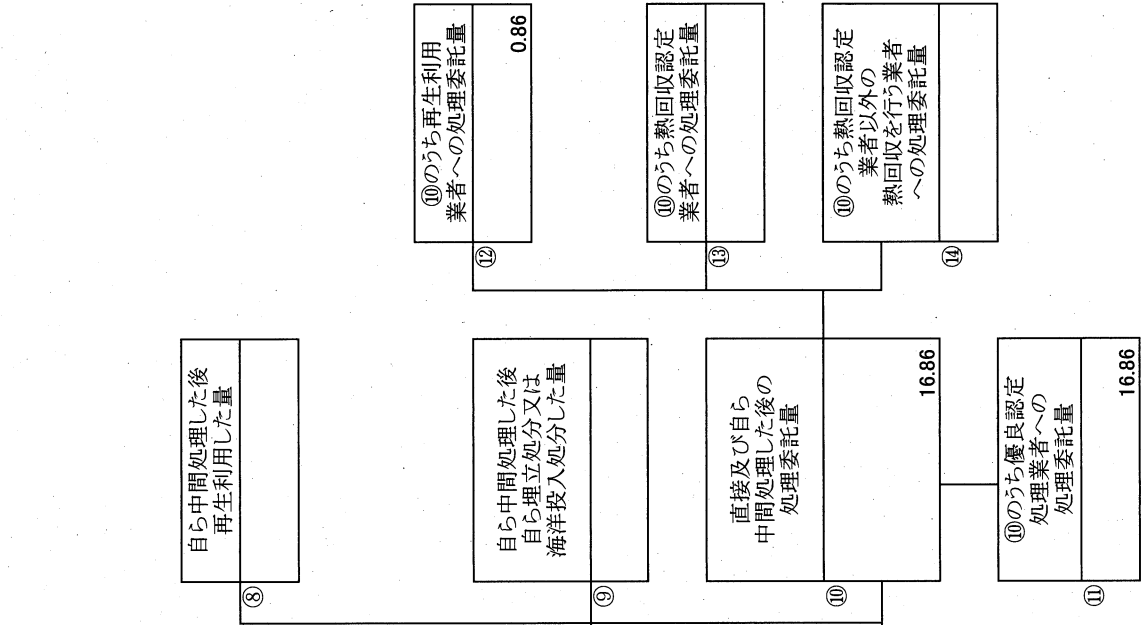 ⑧
自ら中間処理した後
再生利用した量
⑨
自ら中間処理した後
自ら埋立処分又は
海洋投入処分した量
⑩
直接及び自ら
中間処理した後の
処理委託量
16.86
⑪
⑩のうち優良認定
処理業者への
処理委託量
16.86
⑫
⑩のうち再生利用
業者への処理委託量
0.86
⑬
⑩のうち熱回収認定
業者への処理委託量
⑭
⑩のうち熱回収認定
業者以外の
熱回収を行う業者
への処理委託量